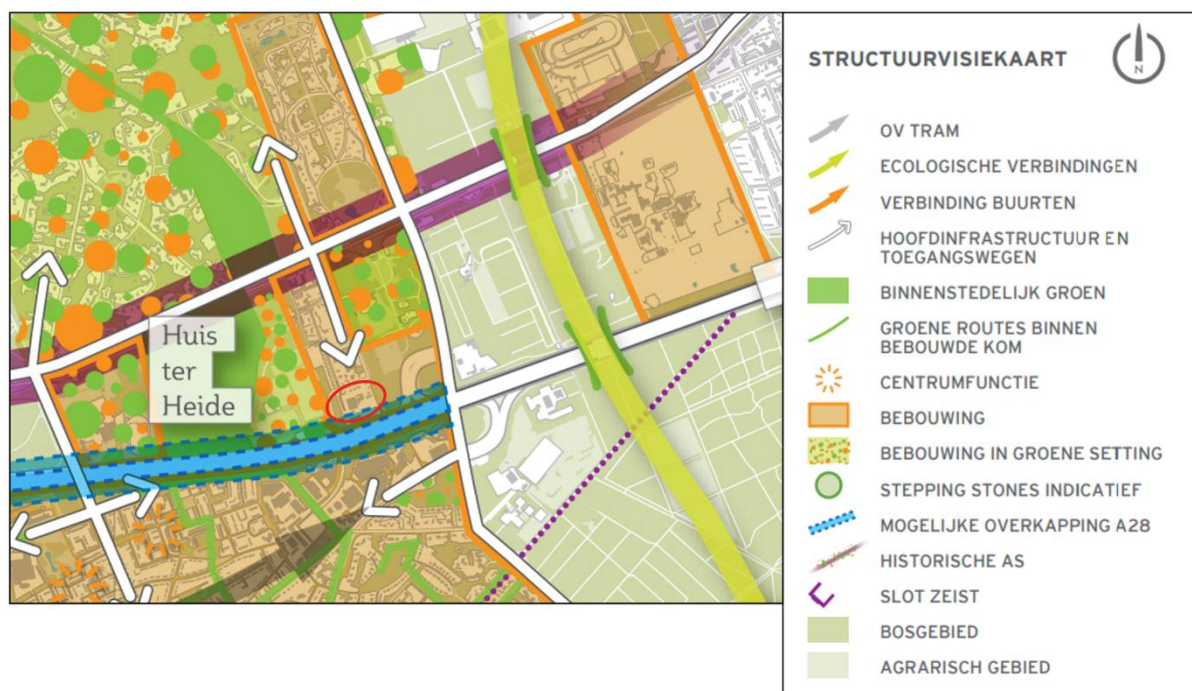 Huis
ter
Heide
STRUCTUURVISIEKAART
N
OV TRAM
ECOLOGISCHE VERBINDINGEN
VERBINDING BUURTEN
HOOFDINFRASTRUCTUUR EN
TOEGANGSWEGEN
BINNENSTEDELIJK GROEN
GROENE ROUTES BINNEN
BEBOUWDE KOM
CENTRUMFUNCTIE
BEBOUWING
BEBOUWING IN GROENE SETTING
STEPPING STONES INDICATIEF
MOGELIJKE OVERKAPPING A28
HISTORISCHE AS
SLOT ZEIST
BOSGEBIED
AGRARISCH GEBIED